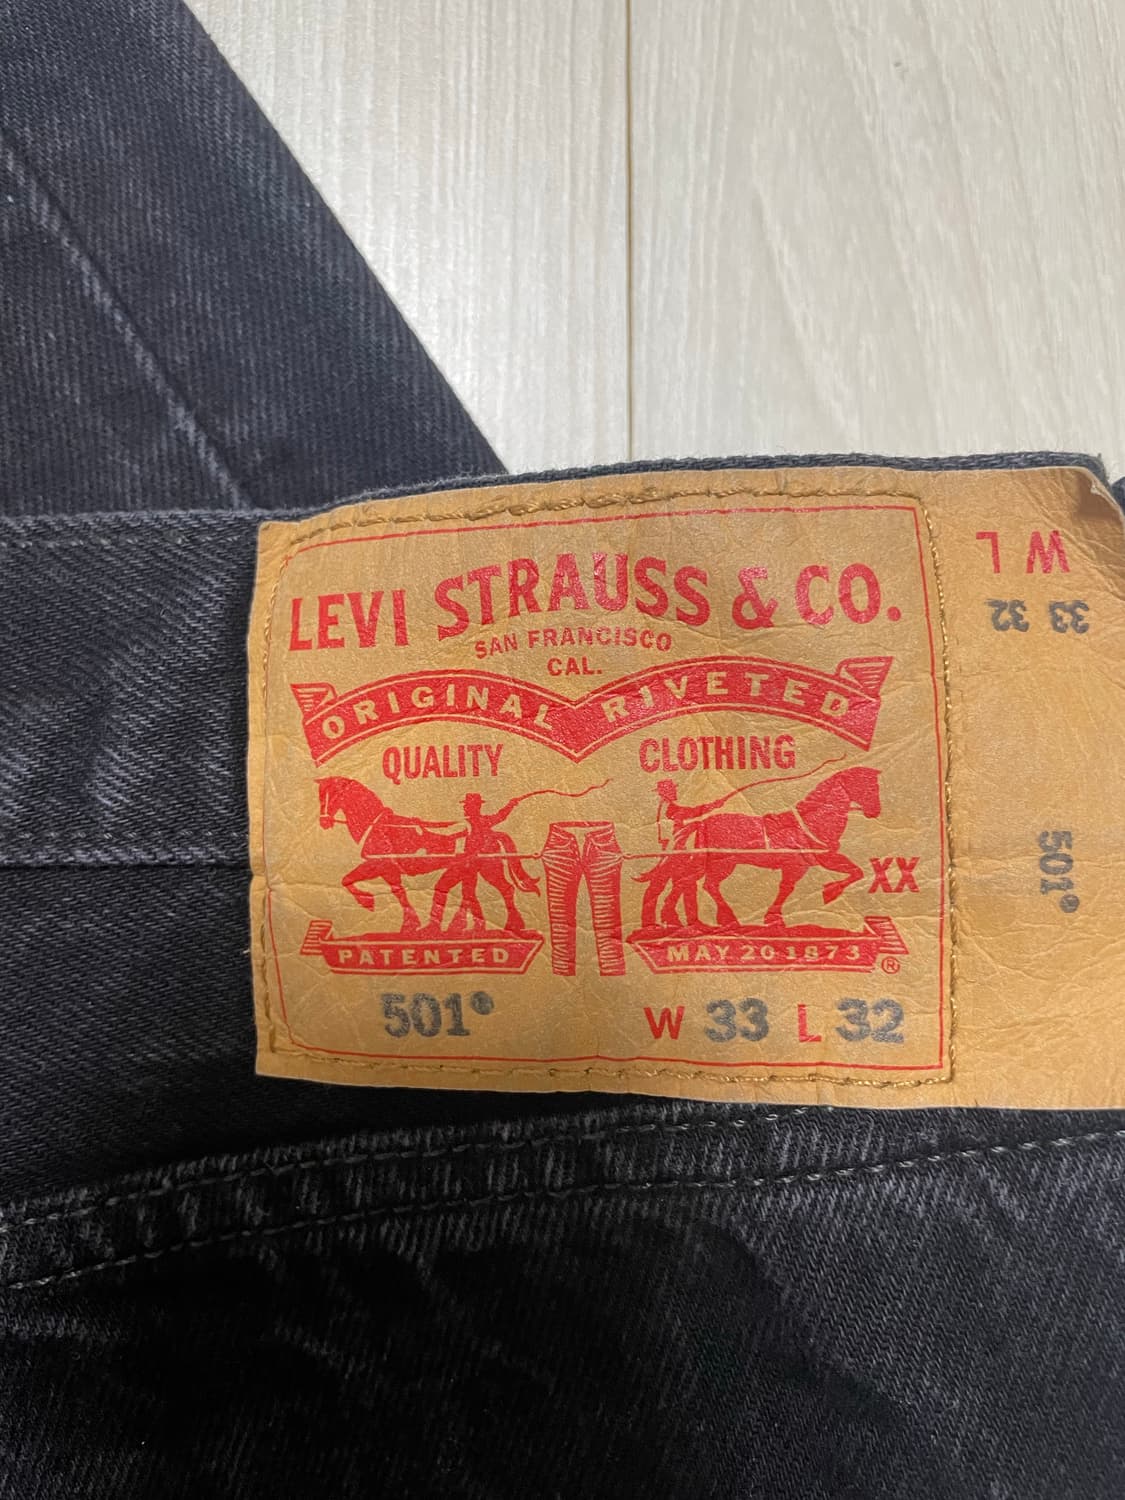 LEVI STRAUSS & CO.
SAN FRANCISCO
CAL.
ORIGINAL RIVETED
QUALITY CLOTHING
XX
PATENTED MAY 20 1873 ®
501® W 33 L 32
W L
33 32
501®